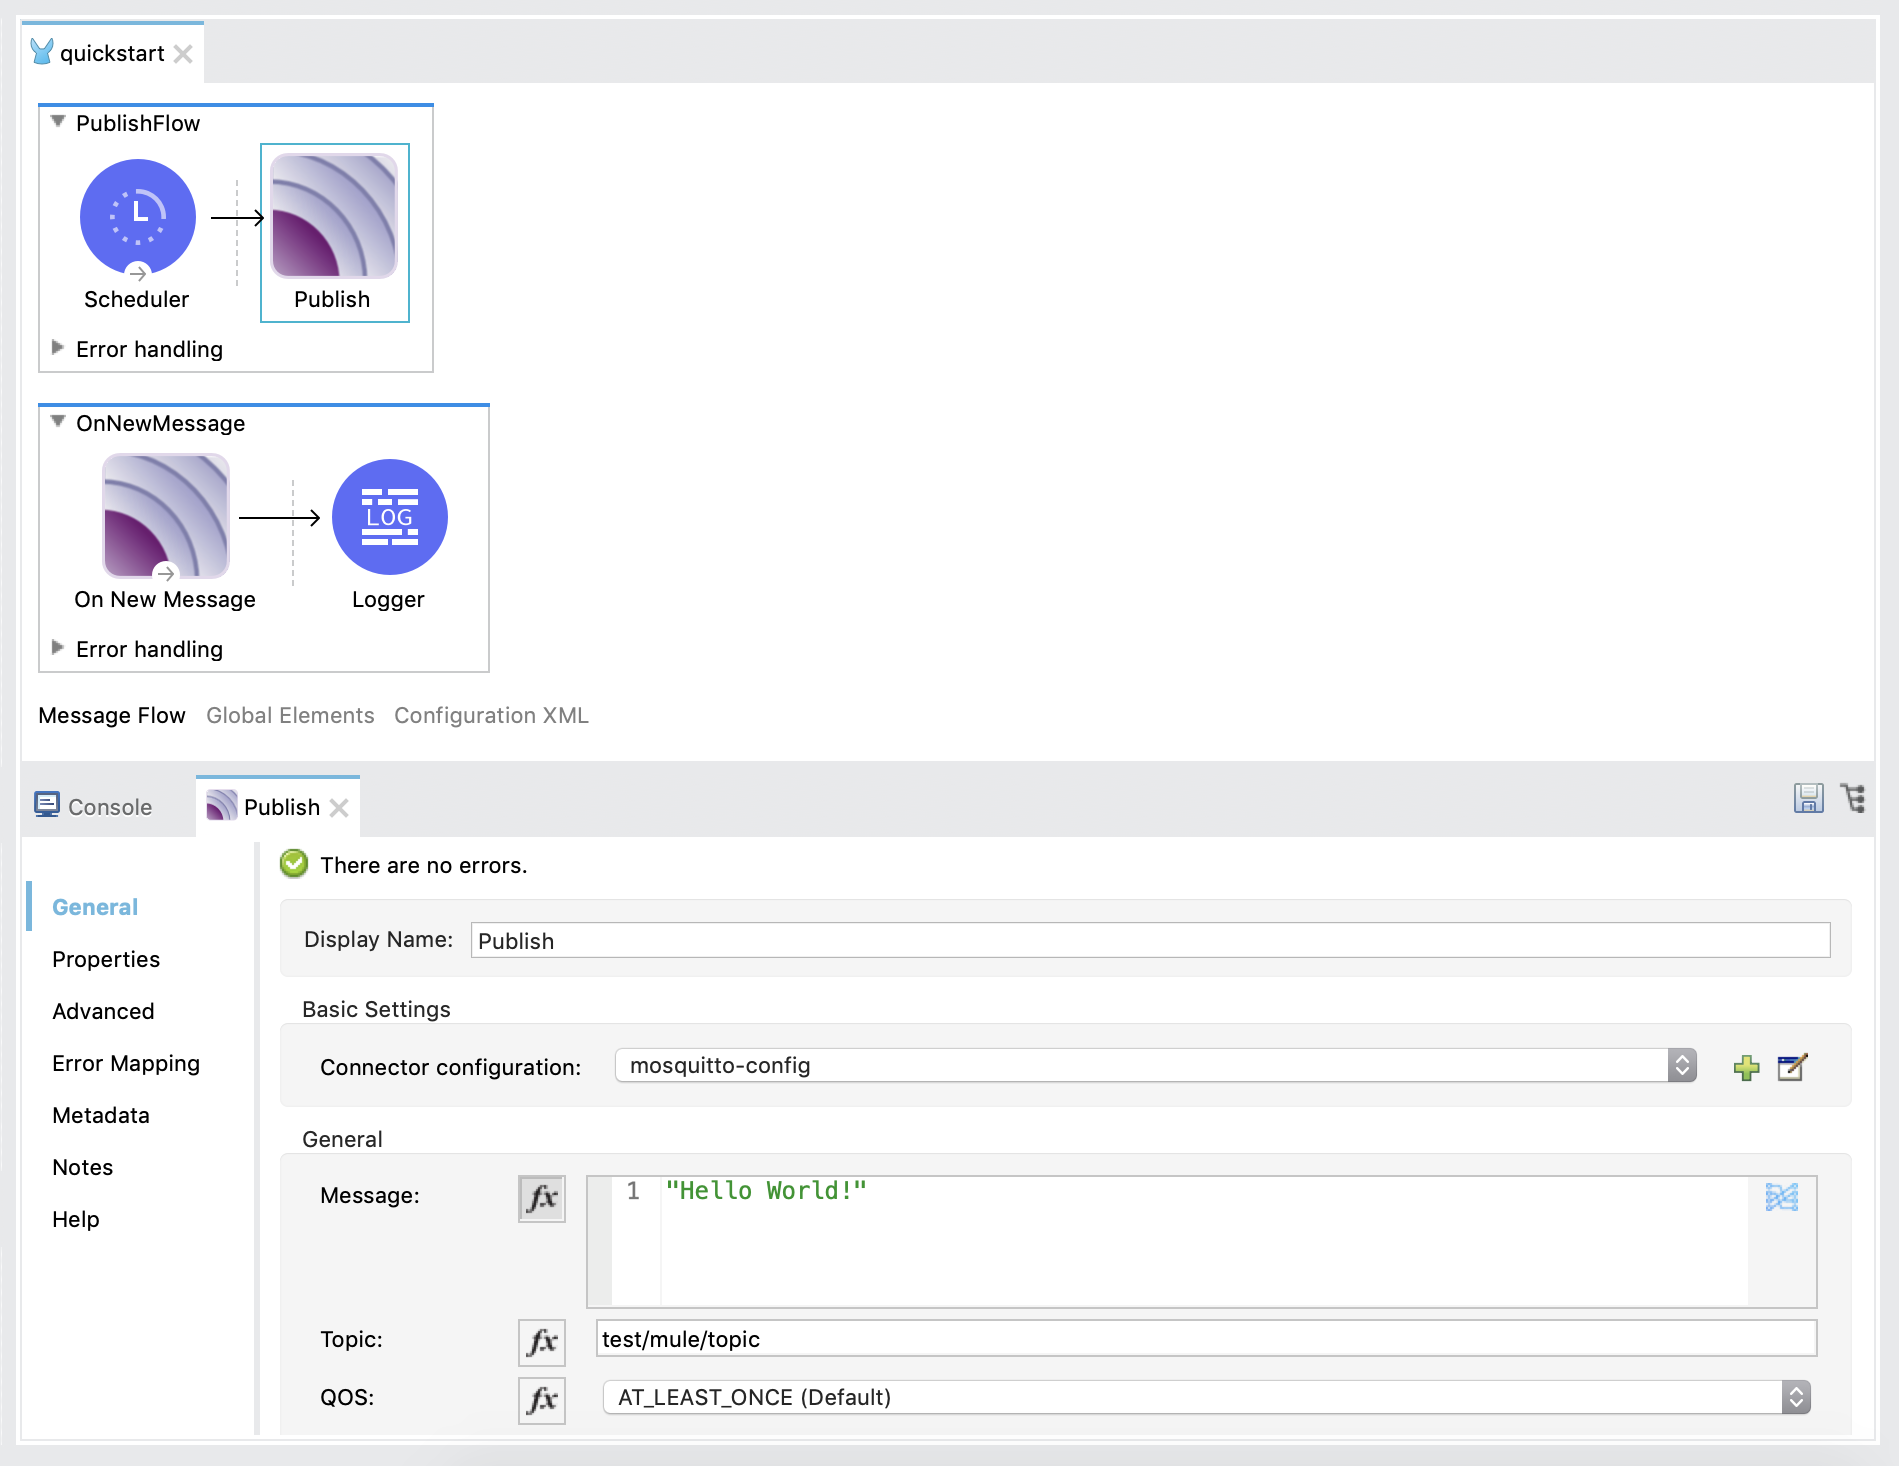 quickstart
PublishFlow
Scheduler
Publish
Error handling
OnNewMessage
LOG
On New Message
Logger
Error handling
Message Flow Global Elements Configuration XML
Console
Publish
General
Properties
Advanced
Error Mapping
Metadata
Notes
Help
There are no errors.
Display Name: Publish
Basic Settings
Connector configuration: mosquitto-config
General
Message: fx 1 "Hello World!"
Topic: fx test/mule/topic
QOS: fx AT_LEAST_ONCE (Default)